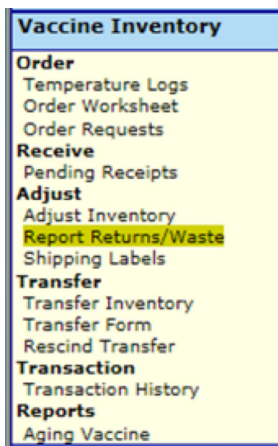 Vaccine Inventory
Order
Temperature Logs
Order Worksheet
Order Requests
Receive
Pending Receipts
Adjust
Adjust Inventory
Report Returns/Waste
Shipping Labels
Transfer
Transfer Inventory
Transfer Form
Rescind Transfer
Transaction
Transaction History
Reports
Aging Vaccine